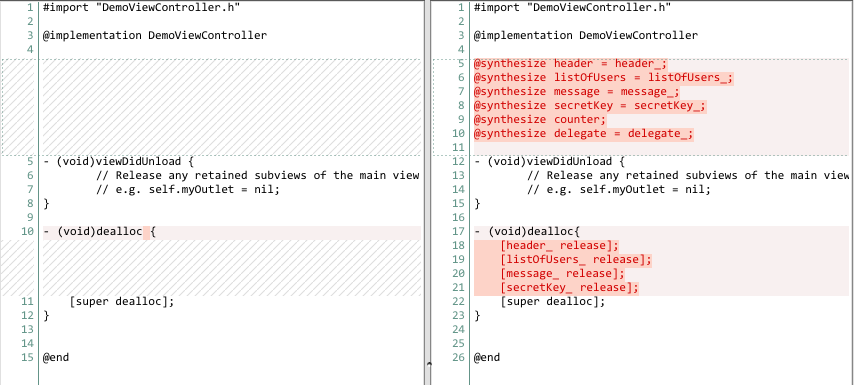 1 #import "DemoViewController.h"
2
3 @implementation DemoViewController
4
5 - (void)viewDidUnload {
6 // Release any retained subviews of the main view
7 // e.g. self.myOutlet = nil;
8 }
9
10 - (void)dealloc {
11 [super dealloc];
12 }
13
14
15 @end
1 #import "DemoViewController.h"
2
3 @implementation DemoViewController
4
5 @synthesize header = header_;
6 @synthesize listOfUsers = listOfUsers_;
7 @synthesize message = message_;
8 @synthesize secretKey = secretKey_;
9 @synthesize counter;
10 @synthesize delegate = delegate_;
11
12 - (void)viewDidUnload {
13 // Release any retained subviews of the main view
14 // e.g. self.myOutlet = nil;
15 }
16
17 - (void)dealloc{
18 [header_ release];
19 [listOfUsers_ release];
20 [message_ release];
21 [secretKey_ release];
22 [super dealloc];
23 }
24
25
26 @end